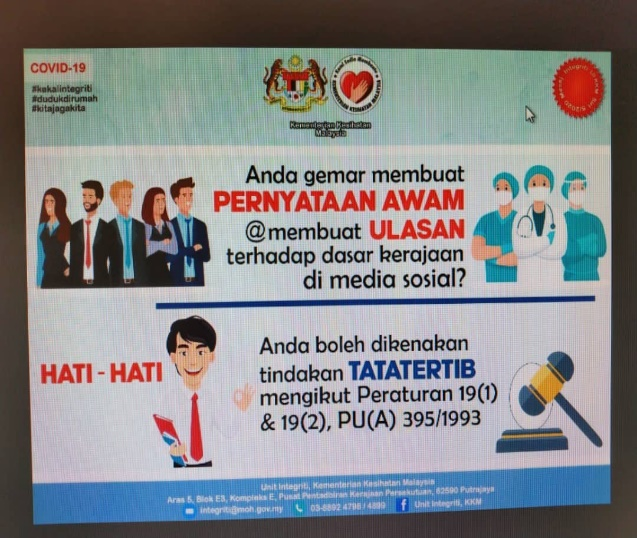 COVID-19
#kekalintegriti
#dudukdirumah
#kitajagakita
Kementerian Kesihatan
Malaysia
Anda gemar membuat
PERNYATAAN AWAM
@membuat ULASAN
terhadap dasar kerajaan
di media sosial?
HATI - HATI
Anda boleh dikenakan
tindakan TATATERTIB
mengikut Peraturan 19(1)
& 19(2), PU(A) 395/1993
Unit Integriti, Kementerian Kesihatan Malaysia
Aras 5, Blok E3, Kompleks E, Pusat Pentadbiran Kerajaan Persekutuan, 62590 Putrajaya
integriti@moh.gov.my 03-8892 4798 / 4899 Unit Integriti, KKM